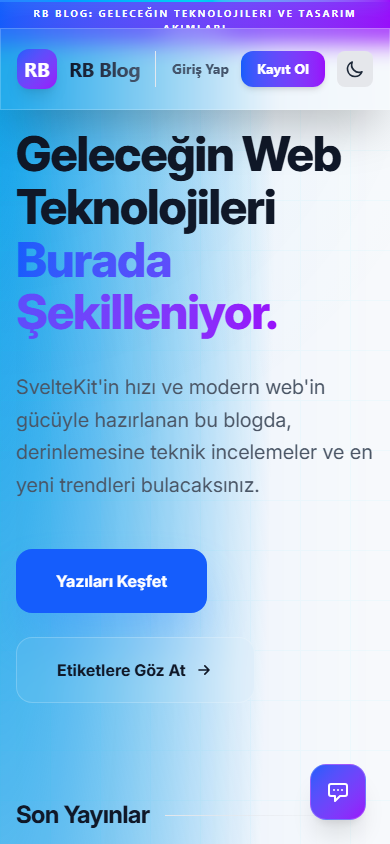 RB BLOG: GELECEĞİN TEKNOLOJILERI VE TASARIM
AKIMLARI
RB
RB Blog
Giriş Yap
Kayıt Ol
Geleceğin Web
Teknolojileri
Burada
Şekilleniyor.
SvelteKit'in hızı ve modern web'in
gücüyle hazırlanan bu blogda,
derinlemesine teknik incelemeler ve en
yeni trendleri bulacaksınız.
Yazıları Keşfet
Etiketlere Göz At →
Son Yayınlar